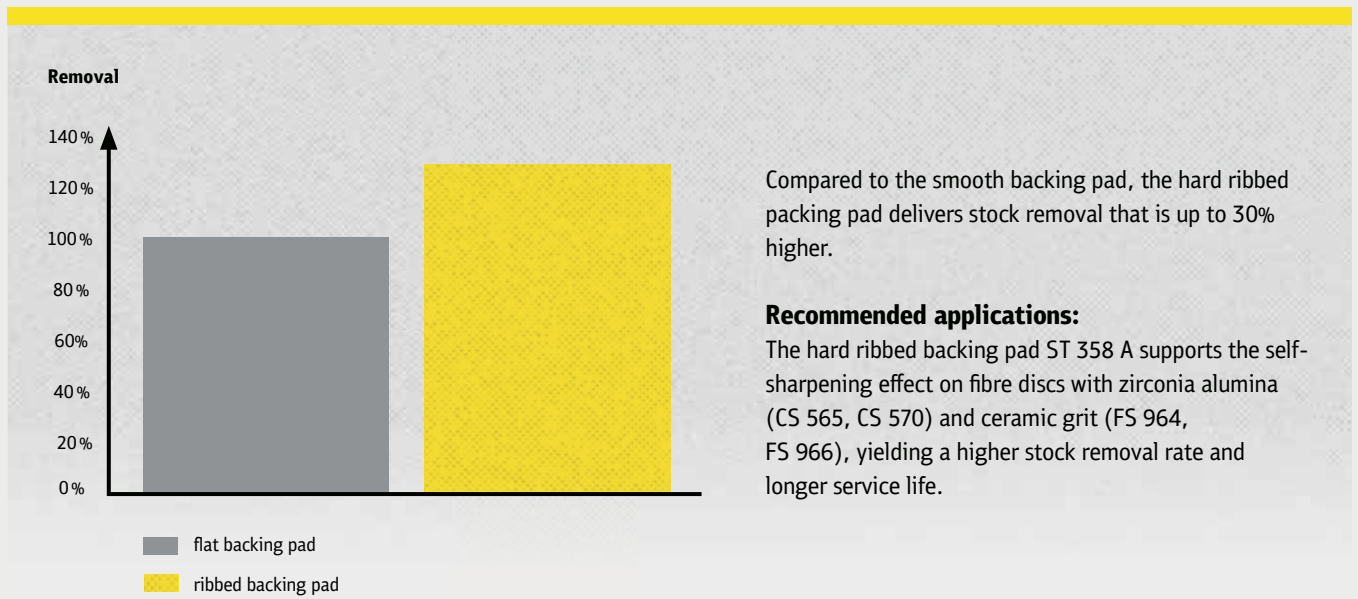 Removal
140 %
120 %
100 %
80 %
60%
40 %
20 %
0 %
flat backing pad
ribbed backing pad
Compared to the smooth backing pad, the hard ribbed
packing pad delivers stock removal that is up to 30%
higher.
Recommended applications:
The hard ribbed backing pad ST 358 A supports the self-
sharpening effect on fibre discs with zirconia alumina
(CS 565, CS 570) and ceramic grit (FS 964,
FS 966), yielding a higher stock removal rate and
longer service life.